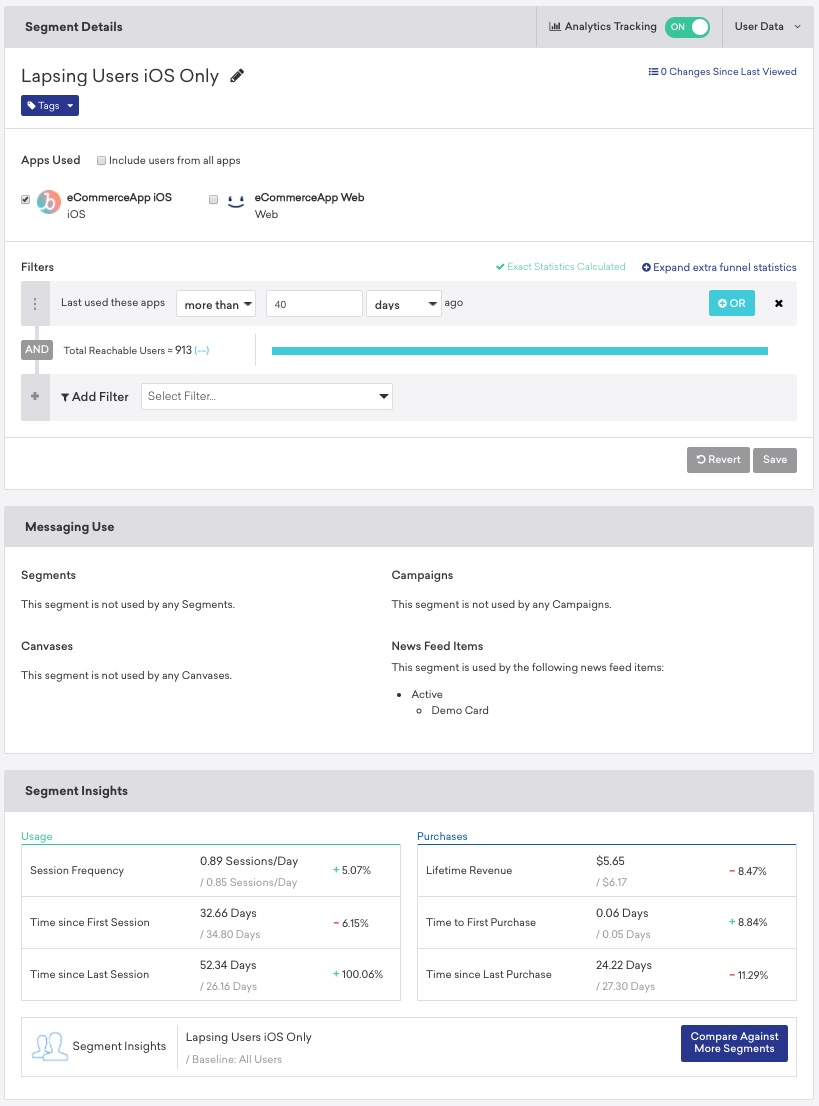 Segment Details
Analytics Tracking ON
User Data
Lapsing Users iOS Only
0 Changes Since Last Viewed
Tags
Apps Used Include users from all apps
eCommerceApp iOS
iOS
eCommerceApp Web
Web
Filters
Exact Statistics Calculated
Expand extra funnel statistics
Last used these apps more than 40 days ago
OR
AND
Total Reachable Users ≈ 913 (--)
Add Filter Select Filter...
Revert Save
Messaging Use
Segments
This segment is not used by any Segments.
Campaigns
This segment is not used by any Campaigns.
Canvases
This segment is not used by any Canvases.
News Feed Items
This segment is used by the following news feed items:
Active
Demo Card
Segment Insights
Usage
Session Frequency
0.89 Sessions/Day
/ 0.85 Sessions/Day
+ 5.07%
Time since First Session
32.66 Days
/ 34.80 Days
− 6.15%
Time since Last Session
52.34 Days
/ 26.16 Days
+ 100.06%
Purchases
Lifetime Revenue
$5.65
/ $6.17
− 8.47%
Time to First Purchase
0.06 Days
/ 0.05 Days
+ 8.84%
Time since Last Purchase
24.22 Days
/ 27.30 Days
− 11.29%
Segment Insights
Lapsing Users iOS Only
/ Baseline: All Users
Compare Against
More Segments